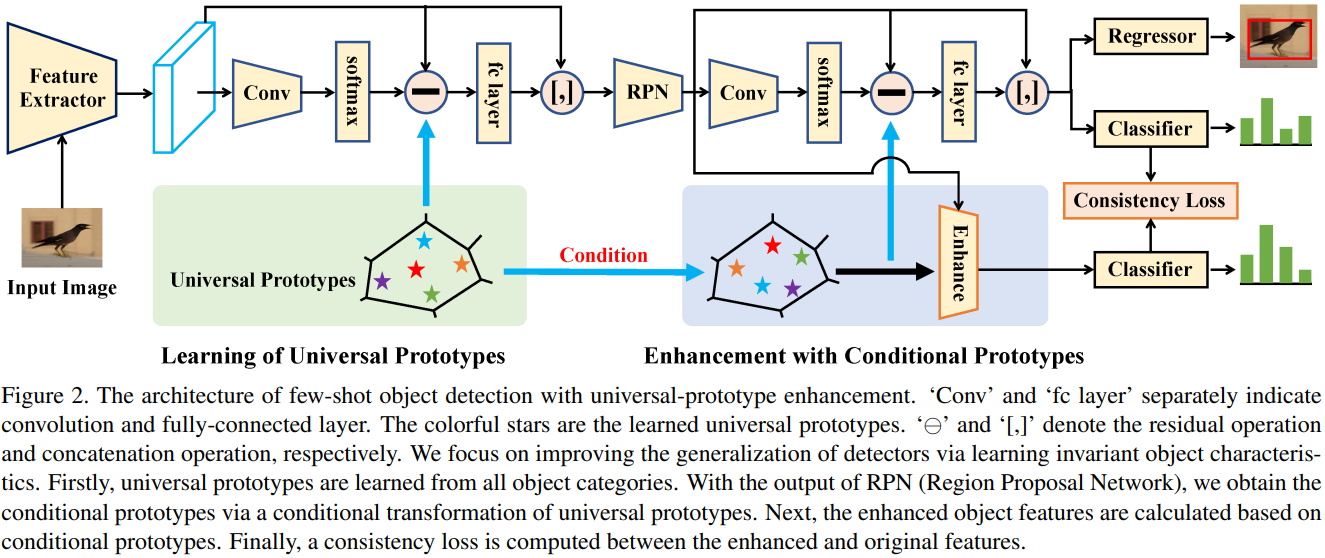 Feature
Extractor
Conv
softmax
fc layer
[,]
RPN
Conv
softmax
fc layer
[,]
Regressor
Classifier
Consistency Loss
Classifier
Input Image
Universal Prototypes
Condition
Enhance
Learning of Universal Prototypes
Enhancement with Conditional Prototypes
Figure 2. The architecture of few-shot object detection with universal-prototype enhancement. ‘Conv’ and ‘fc layer’ separately indicate
convolution and fully-connected layer. The colorful stars are the learned universal prototypes. ‘⊖’ and ‘[,]’ denote the residual operation
and concatenation operation, respectively. We focus on improving the generalization of detectors via learning invariant object characteris-
tics. Firstly, universal prototypes are learned from all object categories. With the output of RPN (Region Proposal Network), we obtain the
conditional prototypes via a conditional transformation of universal prototypes. Next, the enhanced object features are calculated based on
conditional prototypes. Finally, a consistency loss is computed between the enhanced and original features.